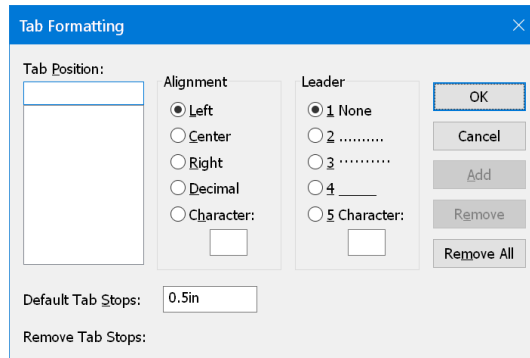 Tab Formatting
Tab Position:
Alignment
Left
Center
Right
Decimal
Character:
Leader
1 None
2 ..........
3 ··········
4 _____
5 Character:
OK
Cancel
Add
Remove
Remove All
Default Tab Stops: 0.5in
Remove Tab Stops: